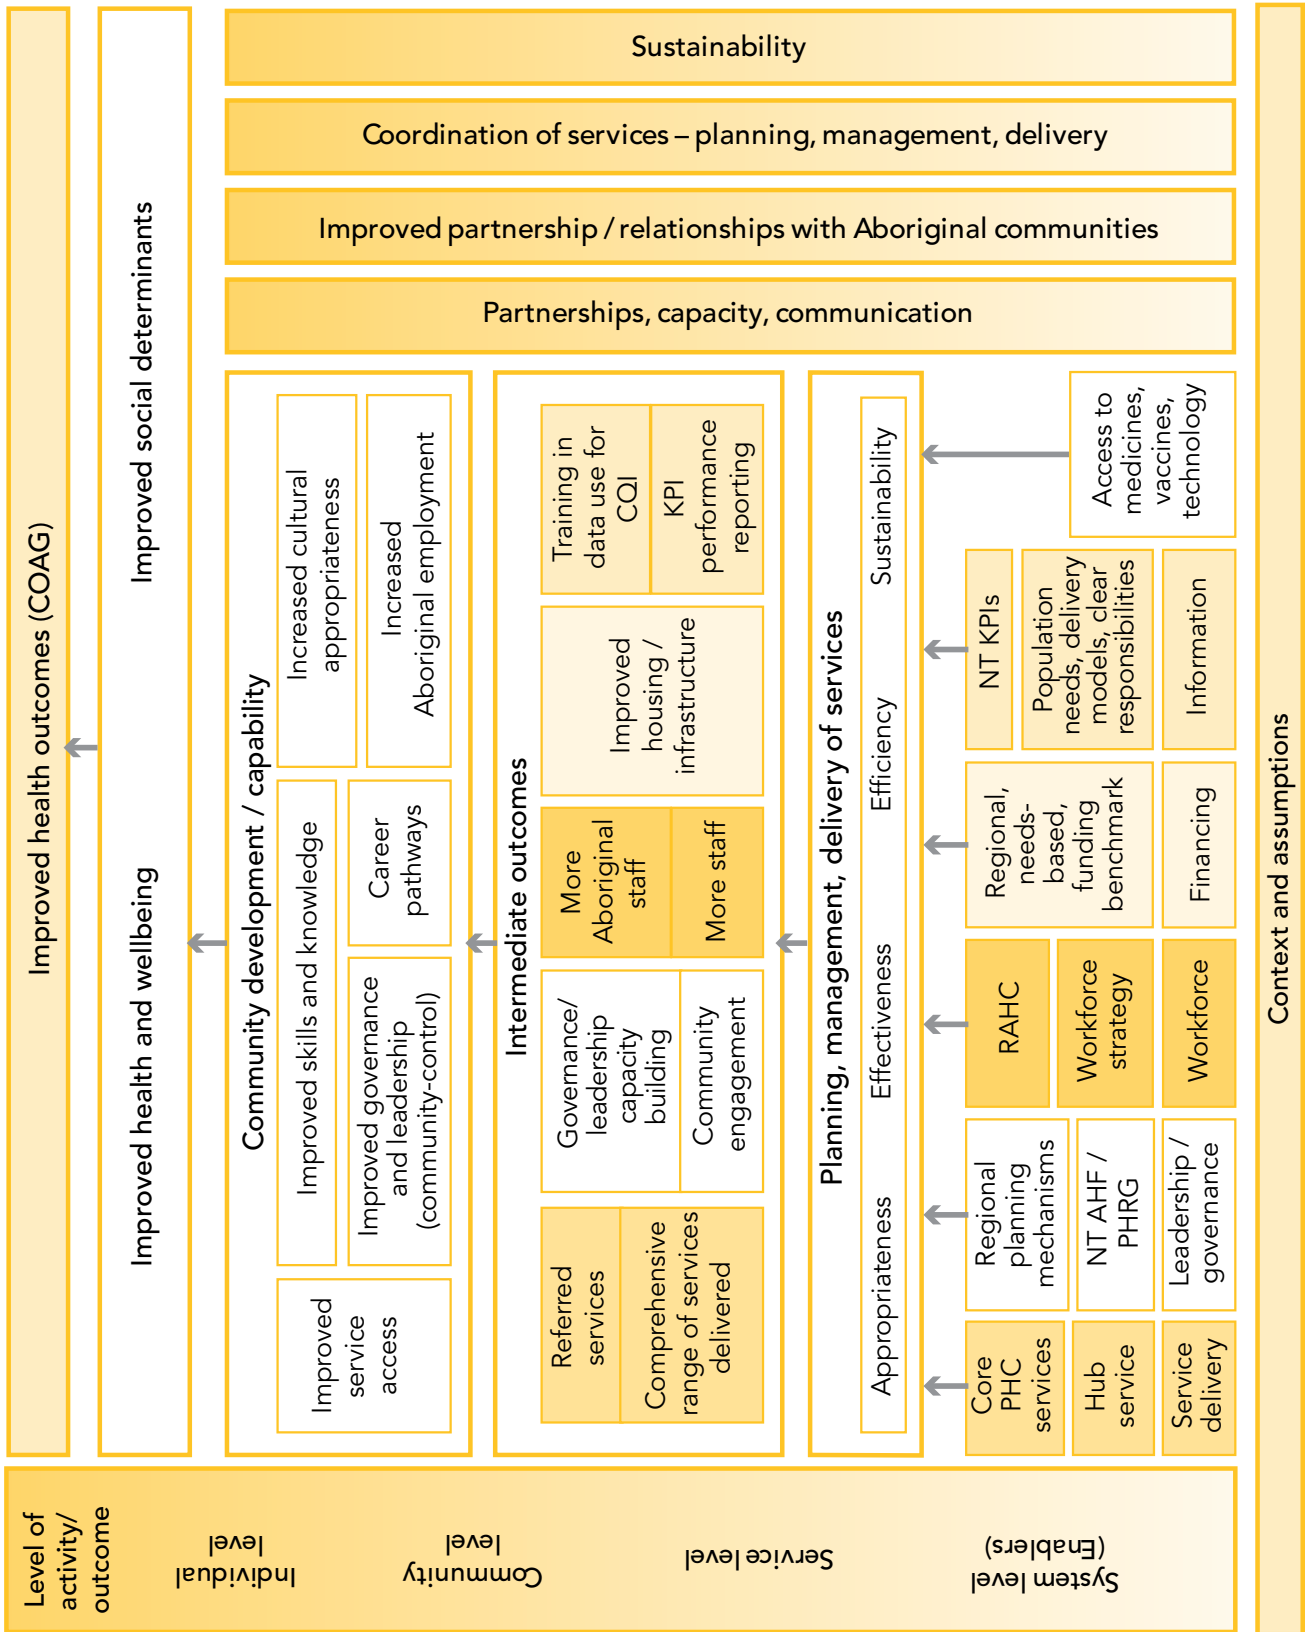 Improved health outcomes (COAG)
Level of
activity/
outcome
Individual
level
Improved health and wellbeing
Improved social determinants
Community
level
Community development / capability
Improved
service
access
Improved skills and knowledge
Improved governance
and leadership
(community-control)
Career
pathways
Increased cultural
appropriateness
Increased
Aboriginal employment
Service level
Intermediate outcomes
Referred
services
Comprehensive
range of services
delivered
Governance/
leadership
capacity
building
Community
engagement
More
Aboriginal
staff
More staff
Improved
housing /
infrastructure
Training in
data use for
CQI
KPI
performance
reporting
Planning, management, delivery of services
Appropriateness
Effectiveness
Efficiency
Sustainability
System level
(Enablers)
Core
PHC
services
Hub
service
Service
delivery
Regional
planning
mechanisms
NT AHF /
PHRG
Leadership /
governance
RAHC
Workforce
strategy
Workforce
Regional,
needs-
based,
funding
benchmark
Financing
NT KPIs
Population
needs, delivery
models, clear
responsibilities
Information
Access to
medicines,
vaccines,
technology
Partnerships, capacity, communication
Improved partnership / relationships with Aboriginal communities
Coordination of services – planning, management, delivery
Sustainability
Context and assumptions